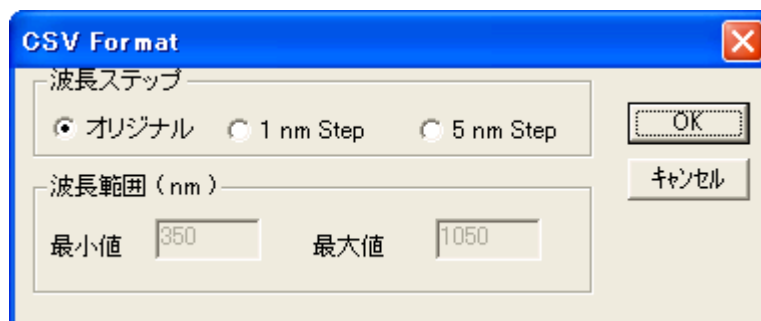 CSV Format
波長ステップ
オリジナル 1 nm Step 5 nm Step
OK
キャンセル
波長範囲 ( nm )
最小値 350 最大値 1050